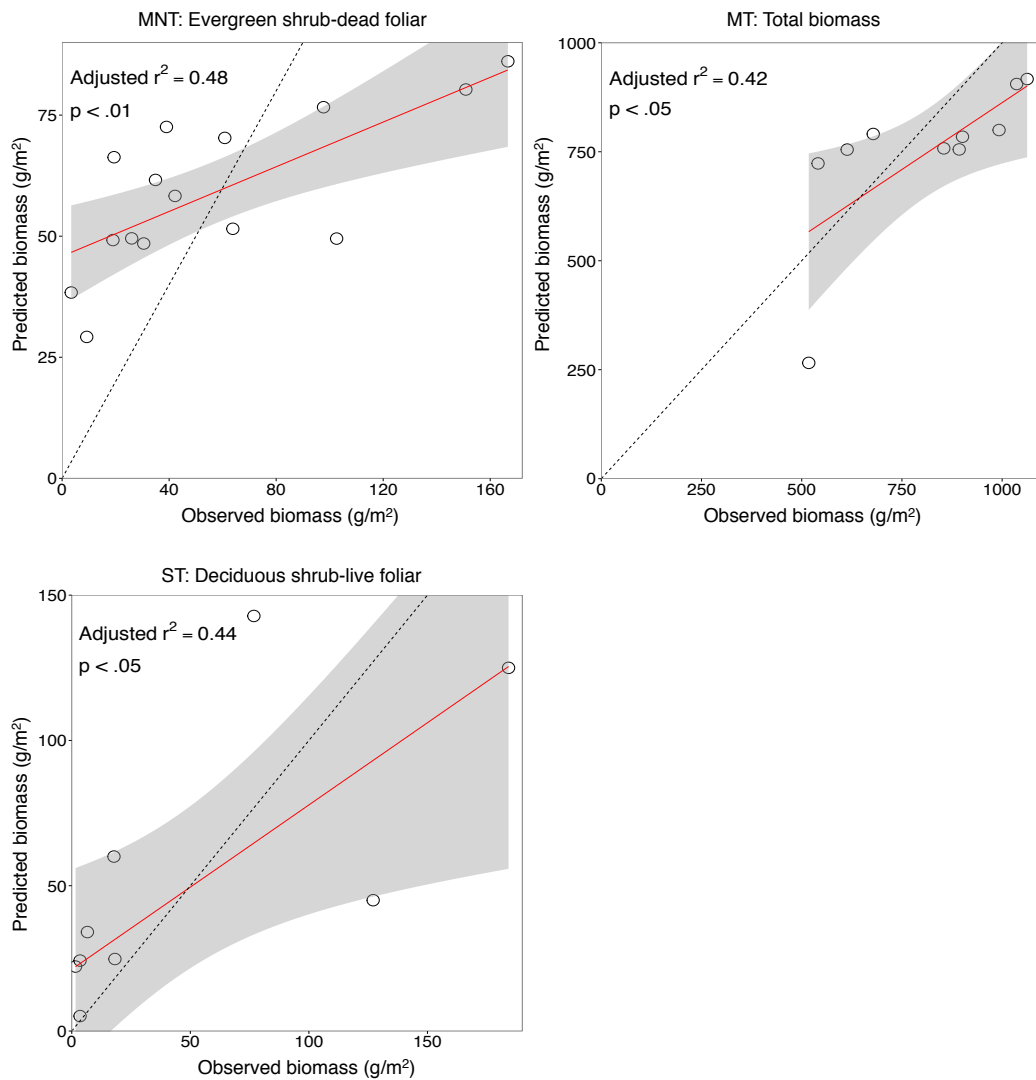 MNT: Evergreen shrub-dead foliar
Adjusted r² = 0.48
p < .01
Predicted biomass (g/m²)
75
50
25
0
0 40 80 120 160
Observed biomass (g/m²)
MT: Total biomass
Adjusted r² = 0.42
p < .05
Predicted biomass (g/m²)
1000
750
500
250
0
0 250 500 750 1000
Observed biomass (g/m²)
ST: Deciduous shrub-live foliar
Adjusted r² = 0.44
p < .05
Predicted biomass (g/m²)
150
100
50
0
0 50 100 150
Observed biomass (g/m²)